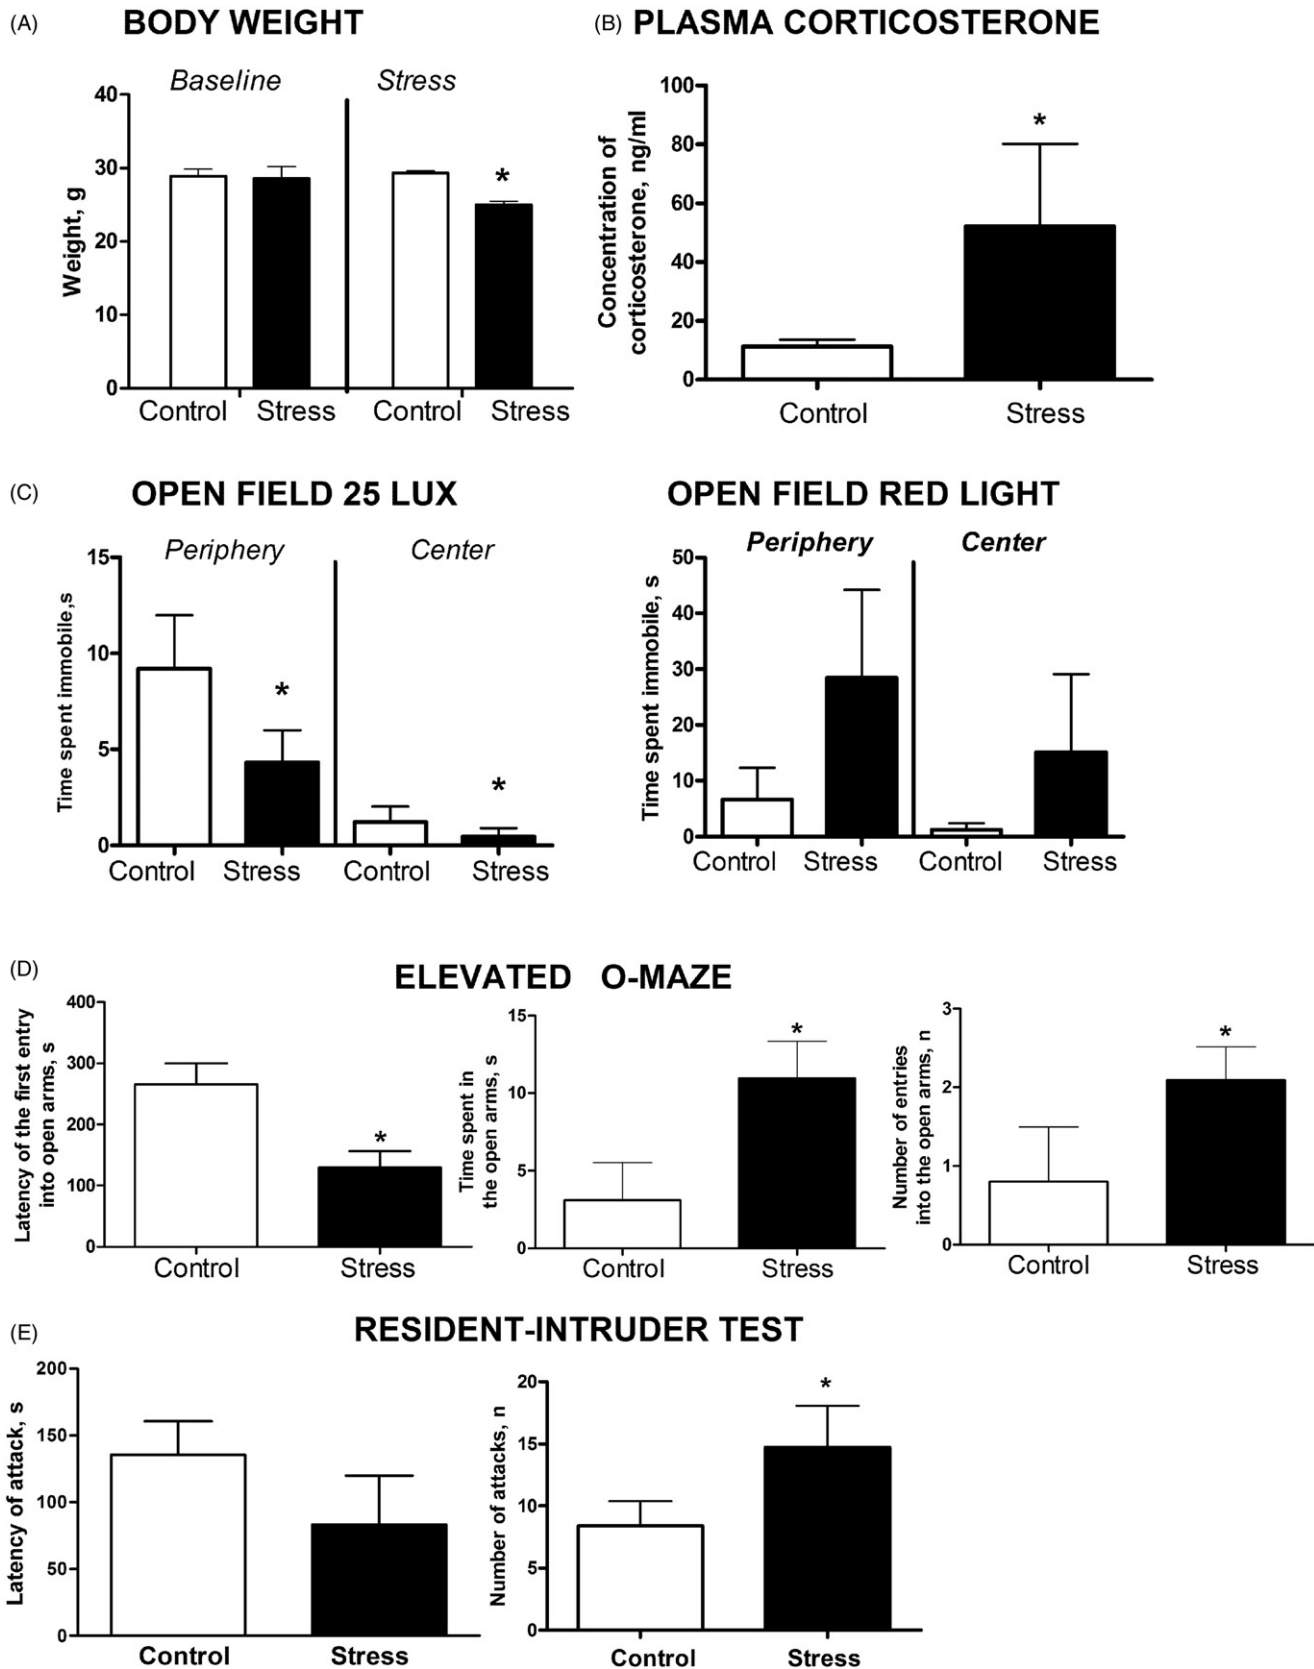 (A) BODY WEIGHT
Baseline Stress
Weight, g
40
30
20
10
0
*
Control Stress Control Stress
(B) PLASMA CORTICOSTERONE
Concentration of
corticosterone, ng/ml
100
80
60
40
20
0
*
Control Stress
(C) OPEN FIELD 25 LUX
Periphery Center
Time spent immobile,s
15
10
5
0
*
*
Control Stress Control Stress
OPEN FIELD RED LIGHT
Periphery Center
Time spent immobile, s
50
40
30
20
10
0
Control Stress Control Stress
(D) ELEVATED O-MAZE
Latency of the first entry
into open arms, s
400
300
200
100
0
*
Control Stress
Time spent in
the open arms, s
15
10
5
0
*
Control Stress
Number of entries
into the open arms, n
3
2
1
0
*
Control Stress
(E) RESIDENT-INTRUDER TEST
Latency of attack, s
200
150
100
50
0
Control Stress
Number of attacks, n
20
15
10
5
0
*
Control Stress